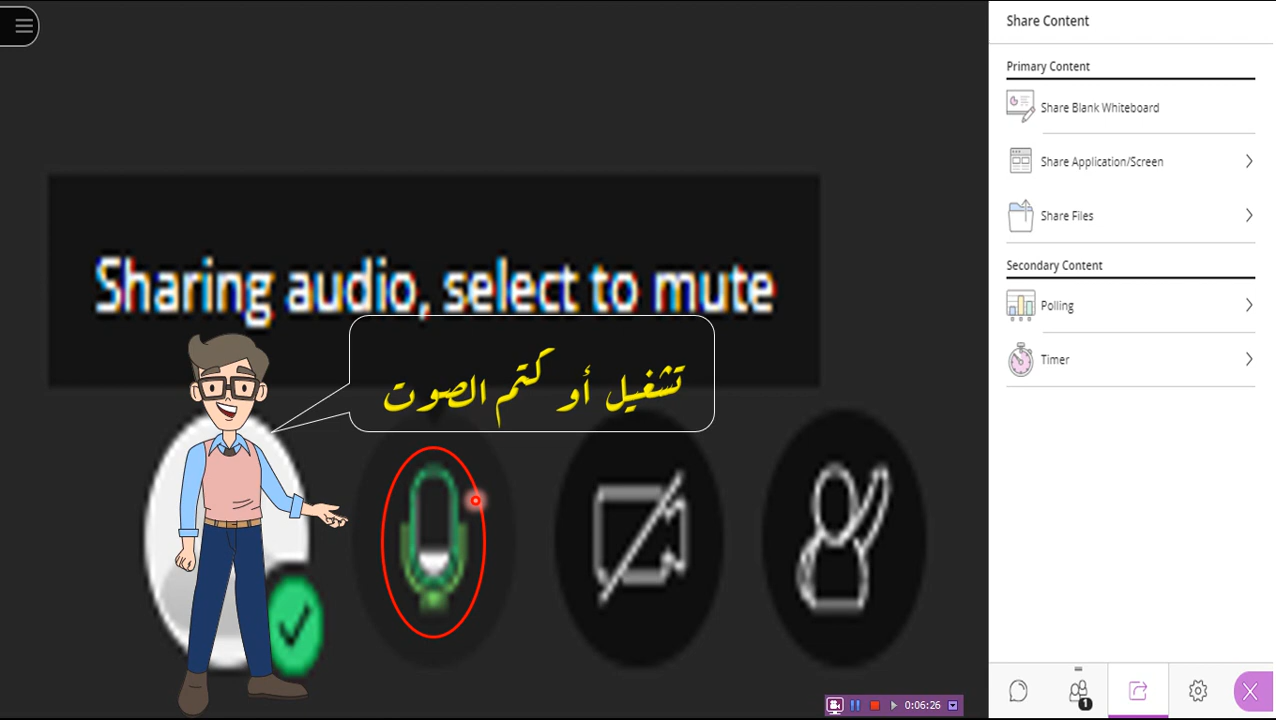 Share Content
Primary Content
Share Blank Whiteboard
Share Application/Screen
Share Files
Secondary Content
Polling
Timer
Sharing audio, select to mute
تشغيل أو كتم الصوت
1
0:06:26